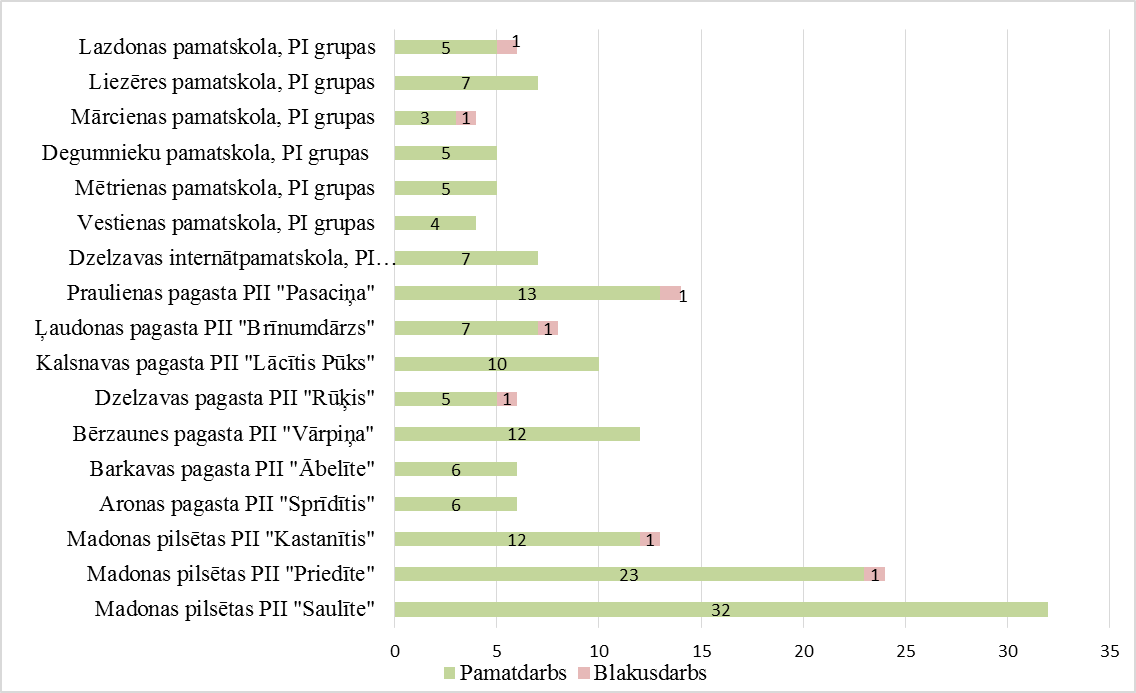 Lazdonas pamatskola, PI grupas 5 1
Liezēres pamatskola, PI grupas 7
Mārcienas pamatskola, PI grupas 3 1
Degumnieku pamatskola, PI grupas 5
Mētrienas pamatskola, PI grupas 5
Vestienas pamatskola, PI grupas 4
Dzelzavas internātpamatskola, PI… 7
Praulienas pagasta PII "Pasaciņa" 13 1
Ļaudonas pagasta PII "Brīnumdārzs" 7 1
Kalsnavas pagasta PII "Lācītis Pūks" 10
Dzelzavas pagasta PII "Rūķis" 5 1
Bērzaunes pagasta PII "Vārpiņa" 12
Barkavas pagasta PII "Ābelīte" 6
Aronas pagasta PII "Sprīdītis" 6
Madonas pilsētas PII "Kastanītis" 12 1
Madonas pilsētas PII "Priedīte" 23 1
Madonas pilsētas PII "Saulīte" 32
0 5 10 15 20 25 30 35
Pamatdarbs Blakusdarbs